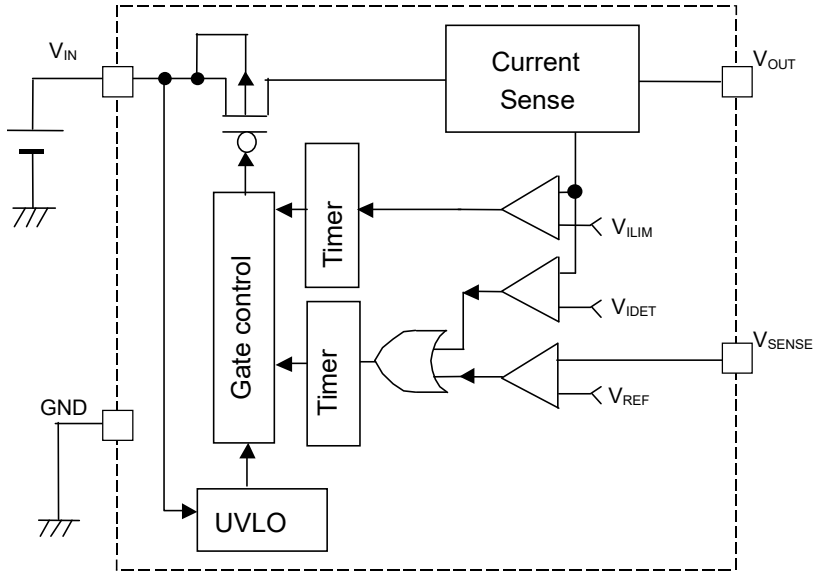 VIN
Current
Sense
VOUT
Timer
VILIM
Gate control
VIDET
Timer
VSENSE
VREF
GND
UVLO